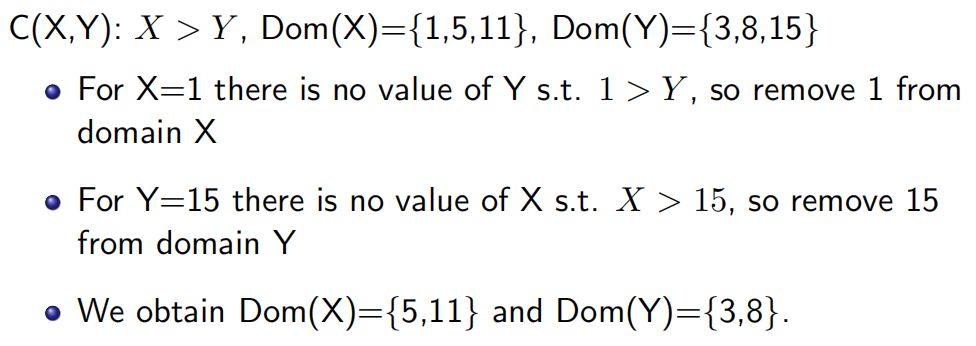 C(X,Y): X > Y, Dom(X)={1,5,11}, Dom(Y)={3,8,15}
• For X=1 there is no value of Y s.t. 1 > Y, so remove 1 from
domain X
• For Y=15 there is no value of X s.t. X > 15, so remove 15
from domain Y
• We obtain Dom(X)={5,11} and Dom(Y)={3,8}.